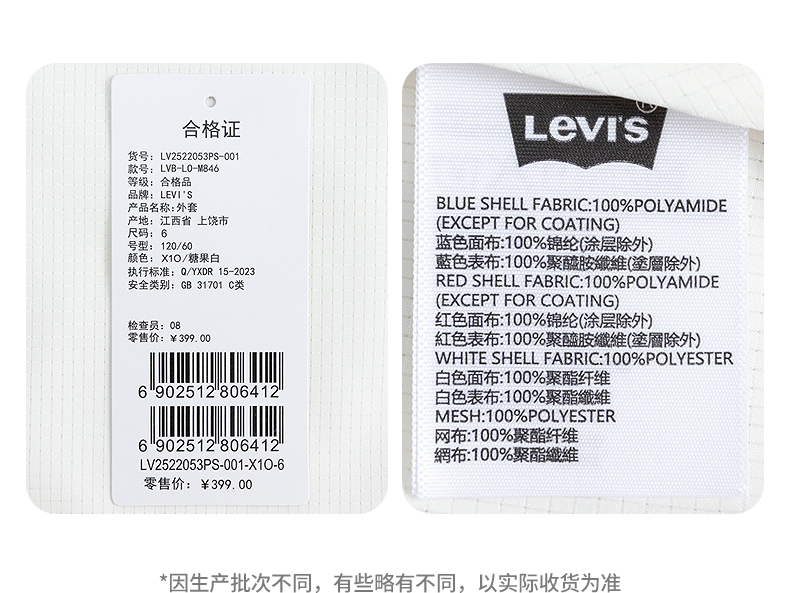 合格证
货号: LV2522053PS-001
款号: LVB-LO-M846
等级: 合格品
品牌: LEVI'S
产品名称:外套
产地: 江西省 上饶市
尺码: 6
号型: 120/60
颜色: X10/糖果白
执行标准: Q/YXDR 15-2023
安全类别: GB 31701 C类
检查员: 08
零售价: ¥399.00
6 902512 806412
6 902512 806412
LV2522053PS-001-X10-6
零售价: ¥399.00
LEVI'S
BLUE SHELL FABRIC:100%POLYAMIDE
(EXCEPT FOR COATING)
蓝色面布:100%锦纶(涂层除外)
藍色表布:100%聚醯胺纖維(塗層除外)
RED SHELL FABRIC:100%POLYAMIDE
(EXCEPT FOR COATING)
红色面布:100%锦纶(涂层除外)
紅色表布:100%聚醯胺纖維(塗層除外)
WHITE SHELL FABRIC:100%POLYESTER
白色面布:100%聚酯纤维
白色表布:100%聚酯纖維
MESH:100%POLYESTER
网布:100%聚酯纤维
網布:100%聚酯纖維
*因生产批次不同，有些略有不同，以实际收货为准